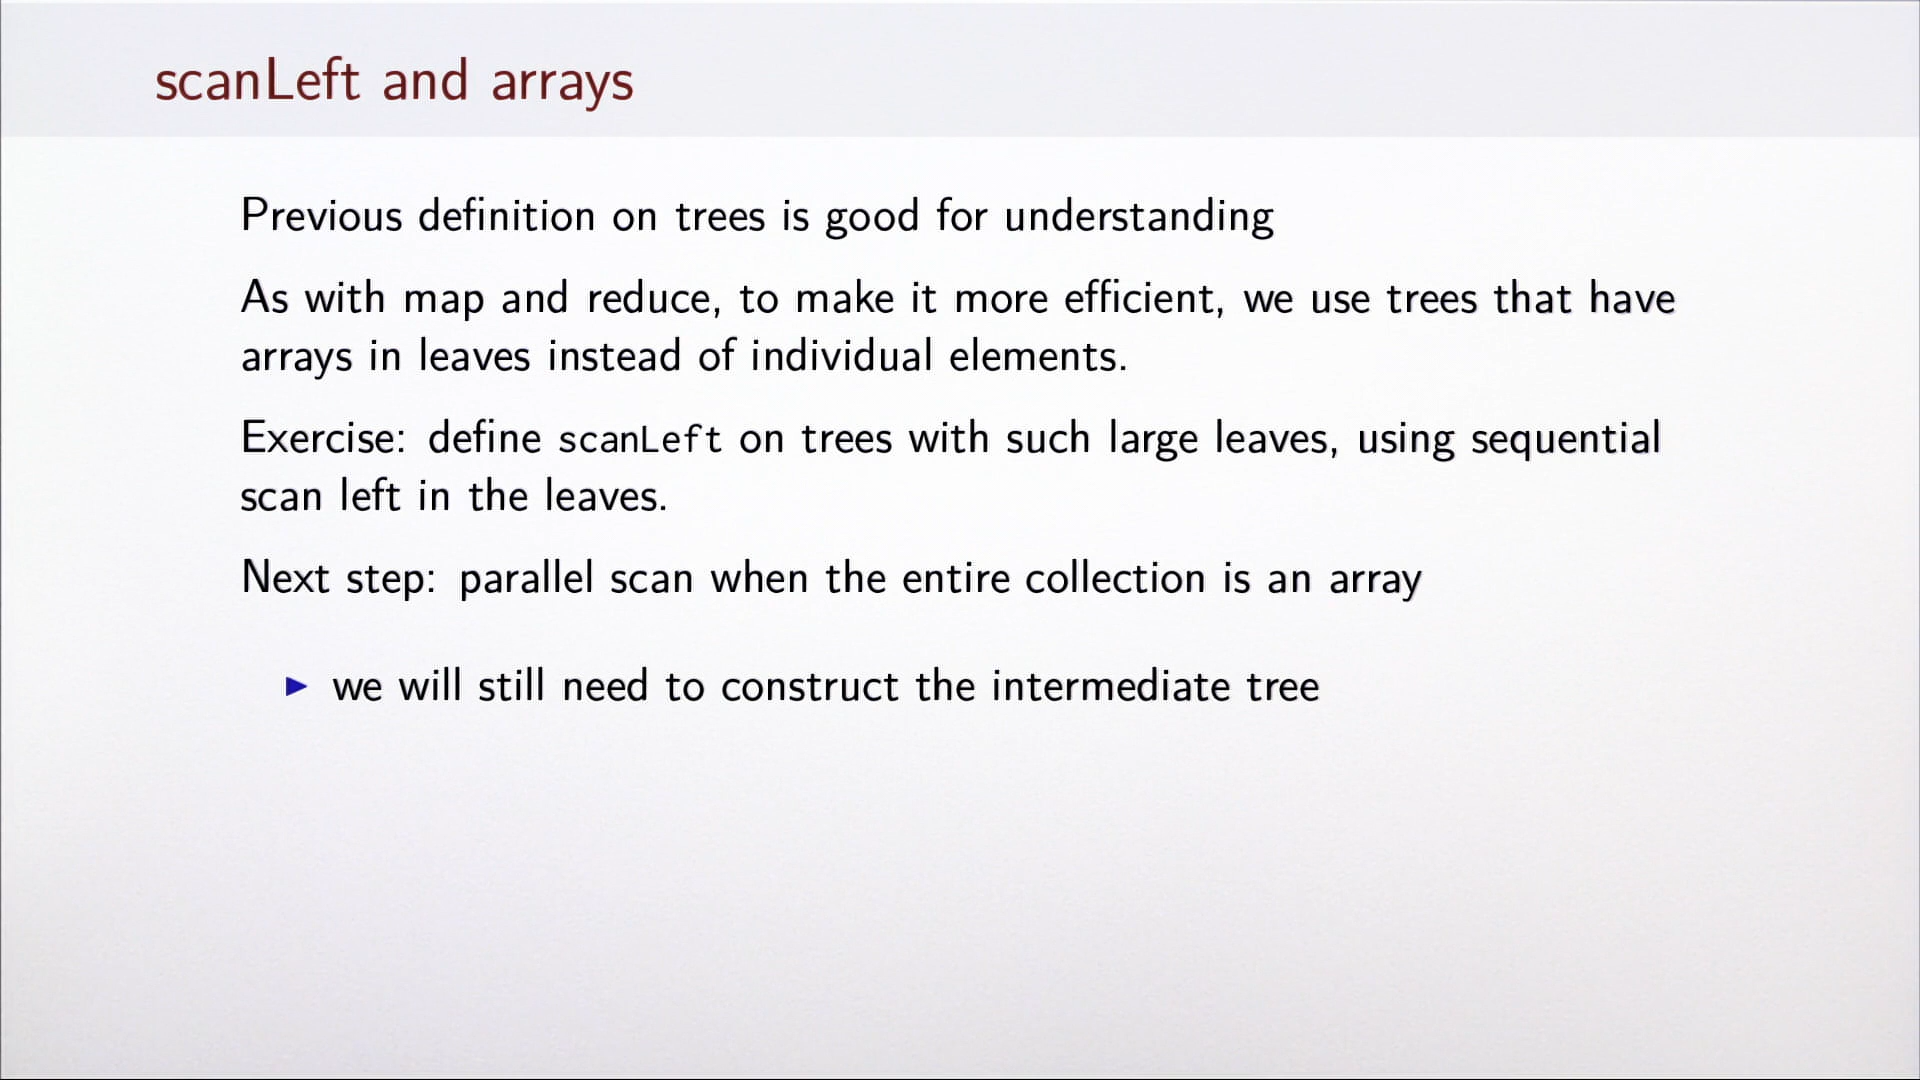 scanLeft and arrays
Previous definition on trees is good for understanding
As with map and reduce, to make it more efficient, we use trees that have
arrays in leaves instead of individual elements.
Exercise: define scanLeft on trees with such large leaves, using sequential
scan left in the leaves.
Next step: parallel scan when the entire collection is an array
▶ we will still need to construct the intermediate tree